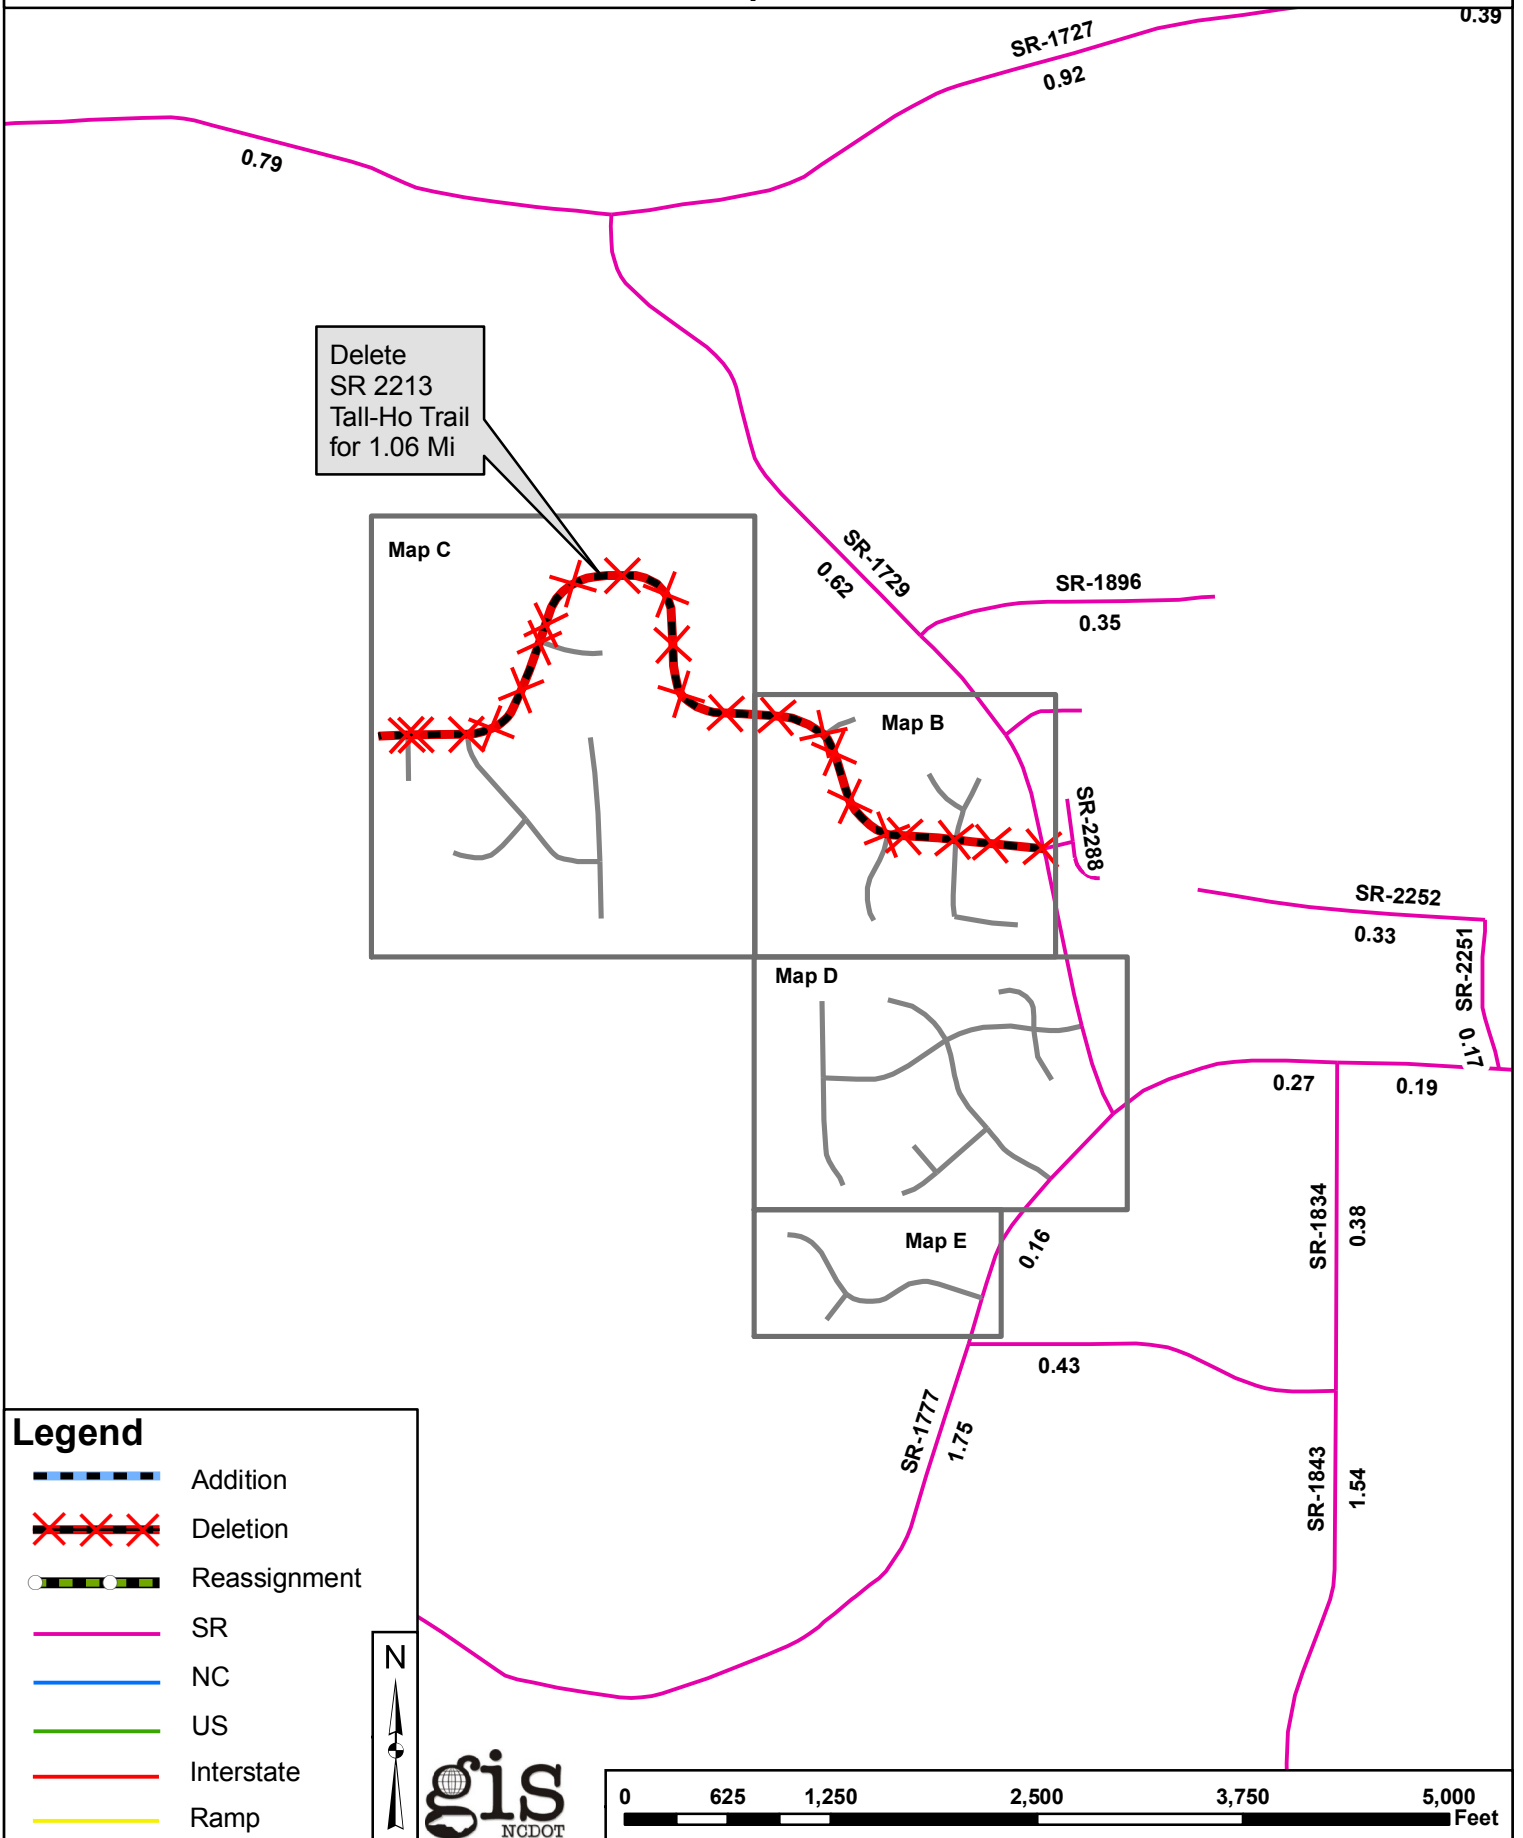 0.39
SR-1727
0.92
0.79
Delete
SR 2213
Tall-Ho Trail
for 1.06 Mi
Map C
SR-1729
0.62
SR-1896
0.35
Map B
SR-2288
SR-2252
0.33
SR-2251
0.17
Map D
0.27
0.19
SR-1834
0.38
Map E
0.16
0.43
SR-1777
1.75
SR-1843
1.54
Legend
Addition
Deletion
Reassignment
SR
NC
US
Interstate
Ramp
N
gis
NCDOT
0 625 1,250 2,500 3,750 5,000
Feet